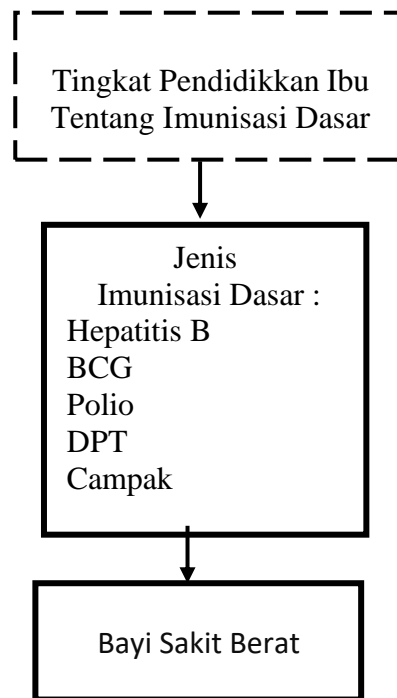 Tingkat Pendidikkan Ibu
Tentang Imunisasi Dasar
Jenis
Imunisasi Dasar :
Hepatitis B
BCG
Polio
DPT
Campak
Bayi Sakit Berat